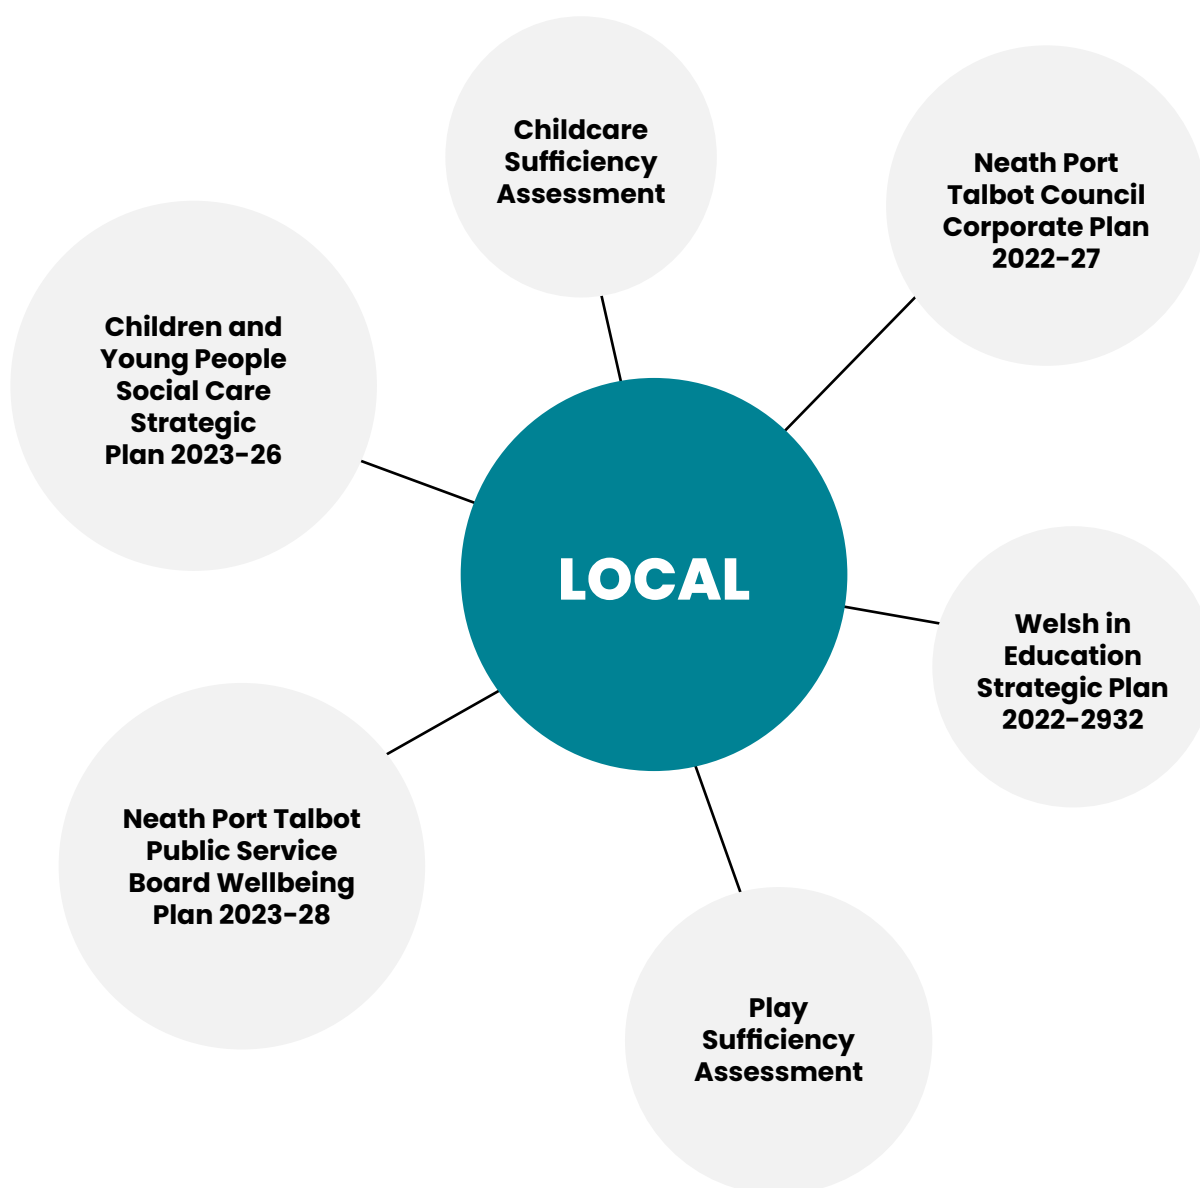 Childcare
Sufficiency
Assessment
Neath Port
Talbot Council
Corporate Plan
2022-27
Children and
Young People
Social Care
Strategic
Plan 2023-26
LOCAL
Welsh in
Education
Strategic Plan
2022-2932
Neath Port Talbot
Public Service
Board Wellbeing
Plan 2023-28
Play
Sufficiency
Assessment